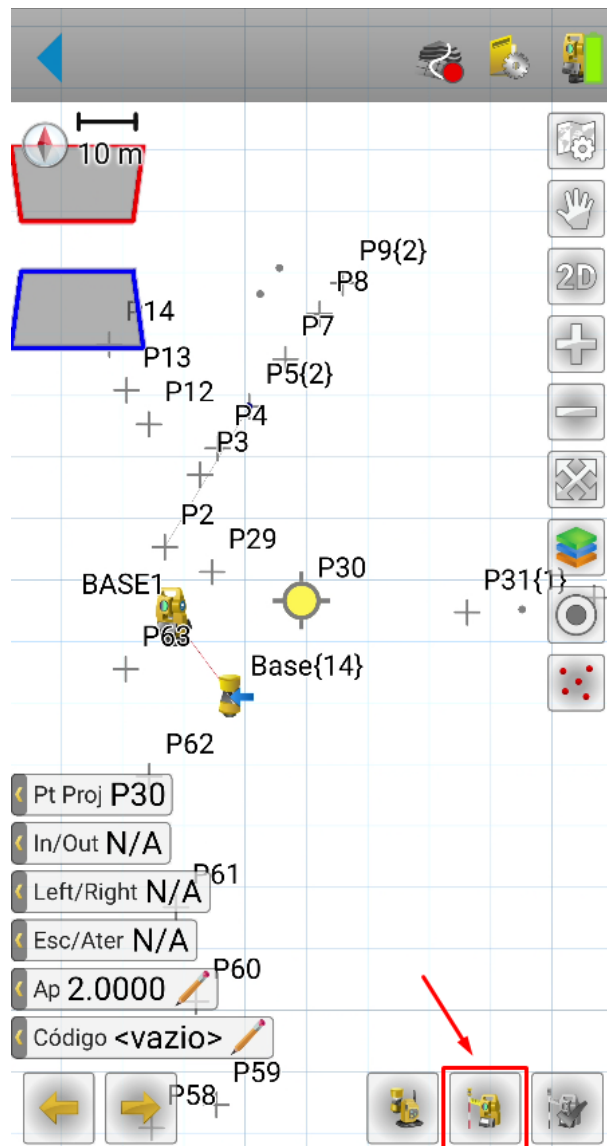 10 m
P9{2}
P8
P14
P7
P13
P5{2}
P12
P4
P3
P2
P29
P30
BASE1
P31{1}
P63
Base{14}
P62
Pt Proj P30
In/Out N/A
P61
Left/Right N/A
Esc/Ater N/A
P60
Ap 2.0000
Código <vazio>
P59
P58
2D